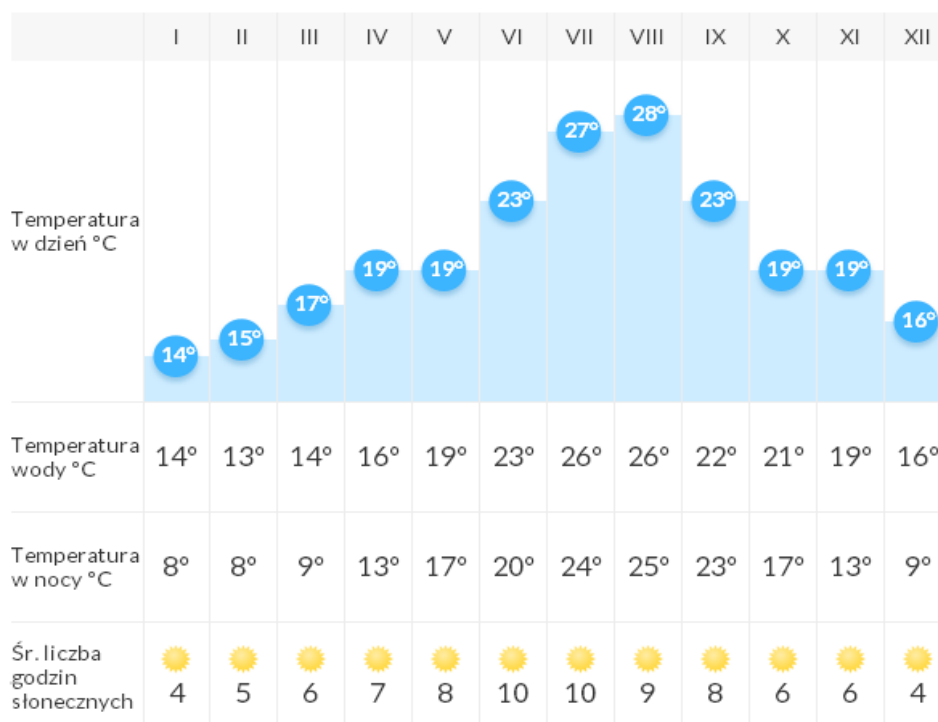 I II III IV V VI VII VIII IX X XI XII
Temperatura
w dzień °C
14° 15° 17° 19° 19° 23° 27° 28° 23° 19° 19° 16°
Temperatura
wody °C
14° 13° 14° 16° 19° 23° 26° 26° 22° 21° 19° 16°
Temperatura
w nocy °C
8° 8° 9° 13° 17° 20° 24° 25° 23° 17° 13° 9°
Śr. liczba
godzin
słonecznych
4 5 6 7 8 10 10 9 8 6 6 4